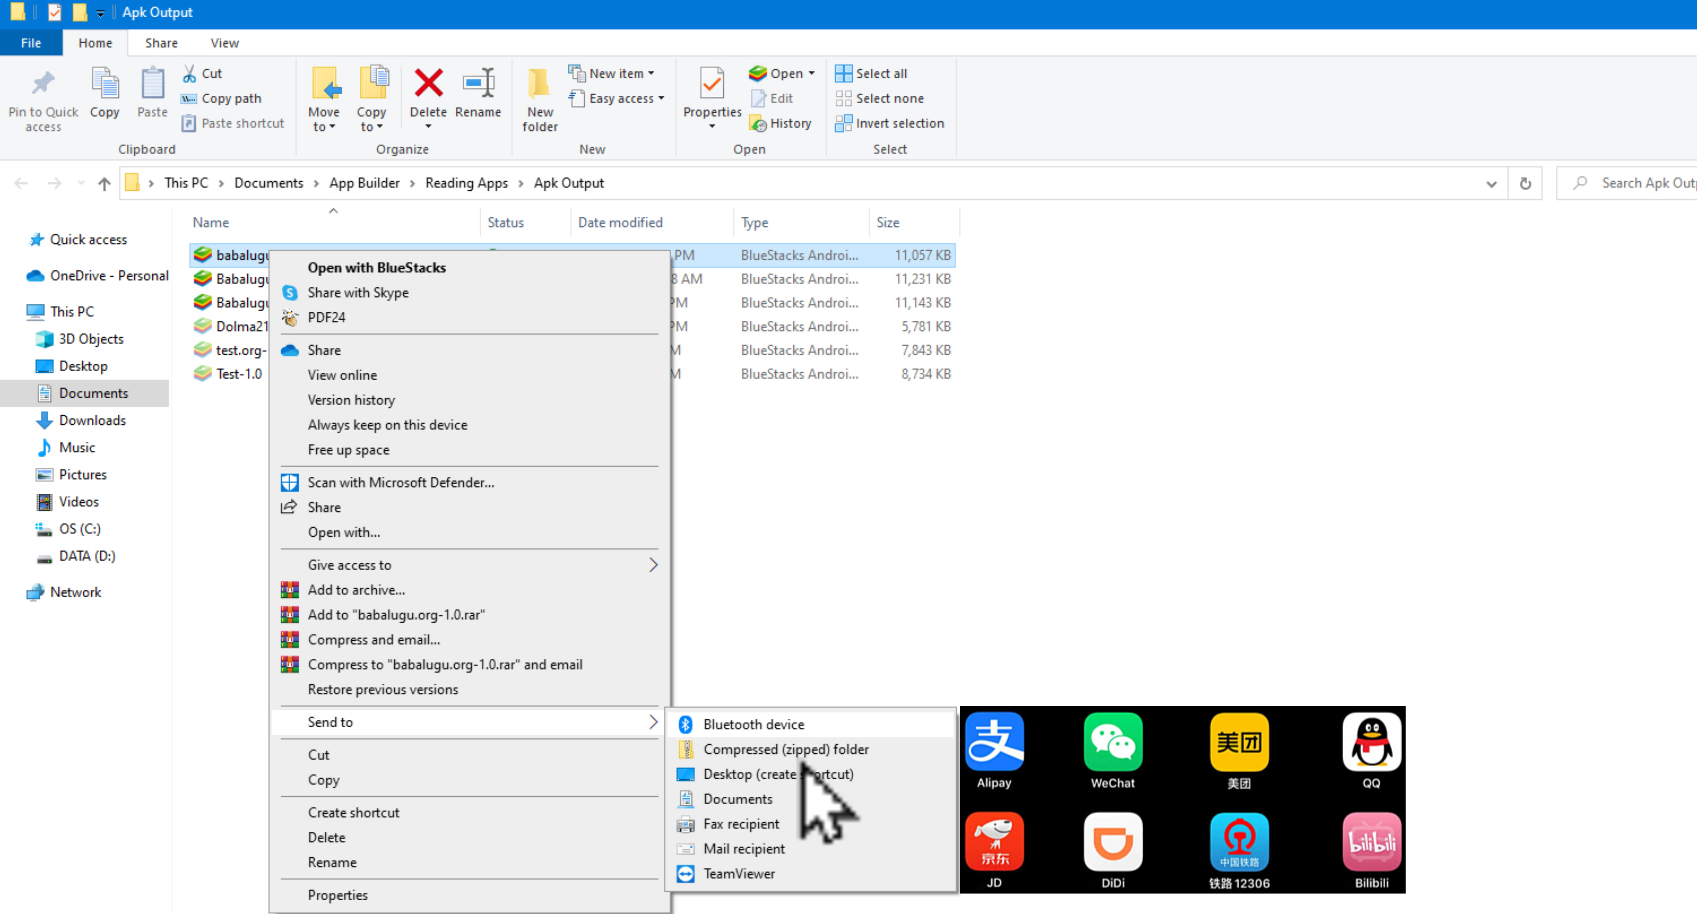 Apk Output
File Home Share View
Pin to Quick access
Copy
Paste
Cut
Copy path
Paste shortcut
Clipboard
Move to
Copy to
Delete
Rename
Organize
New folder
New item
Easy access
New
Properties
Open
Edit
History
Open
Select all
Select none
Invert selection
Select
This PC > Documents > App Builder > Reading Apps > Apk Output
Search Apk Out
Quick access
OneDrive - Personal
This PC
3D Objects
Desktop
Documents
Downloads
Music
Pictures
Videos
OS (C:)
DATA (D:)
Network
Name Status Date modified Type Size
babalugu PM BlueStacks Androi... 11,057 KB
Babalugu 8 AM BlueStacks Androi... 11,231 KB
Babalugu PM BlueStacks Androi... 11,143 KB
Dolma21 PM BlueStacks Androi... 5,781 KB
test.org- M BlueStacks Androi... 7,843 KB
Test-1.0 M BlueStacks Androi... 8,734 KB
Open with BlueStacks
Share with Skype
PDF24
Share
View online
Version history
Always keep on this device
Free up space
Scan with Microsoft Defender...
Share
Open with...
Give access to
Add to archive...
Add to "babalugu.org-1.0.rar"
Compress and email...
Compress to "babalugu.org-1.0.rar" and email
Restore previous versions
Send to
Cut
Copy
Create shortcut
Delete
Rename
Properties
Bluetooth device
Compressed (zipped) folder
Desktop (create ortcut)
Documents
Fax recipient
Mail recipient
TeamViewer
支 美团
Alipay WeChat 美团 QQ
京东 中国铁路 bilibili
JD DiDi 铁路 12306 Bilibili